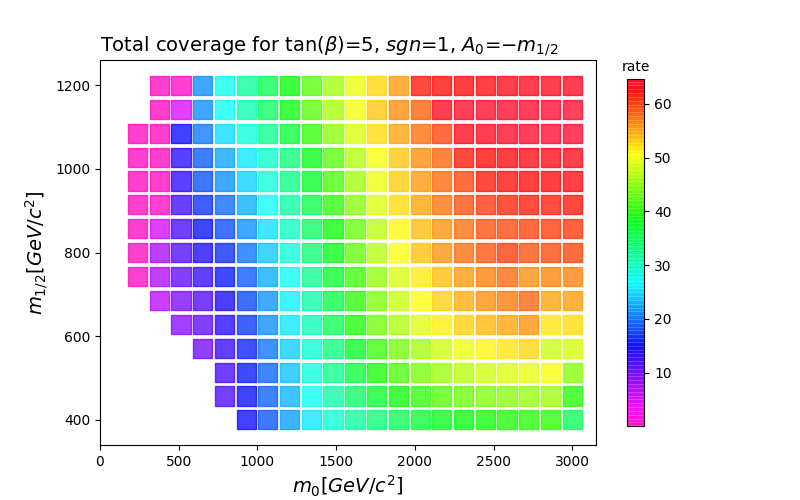 Total coverage for tan(β)=5, sgn=1, A₀=−m₁/₂
rate
1200
1000
800
600
400
m₁/₂[GeV/c²]
0 500 1000 1500 2000 2500 3000
m₀[GeV/c²]
60
50
40
30
20
10